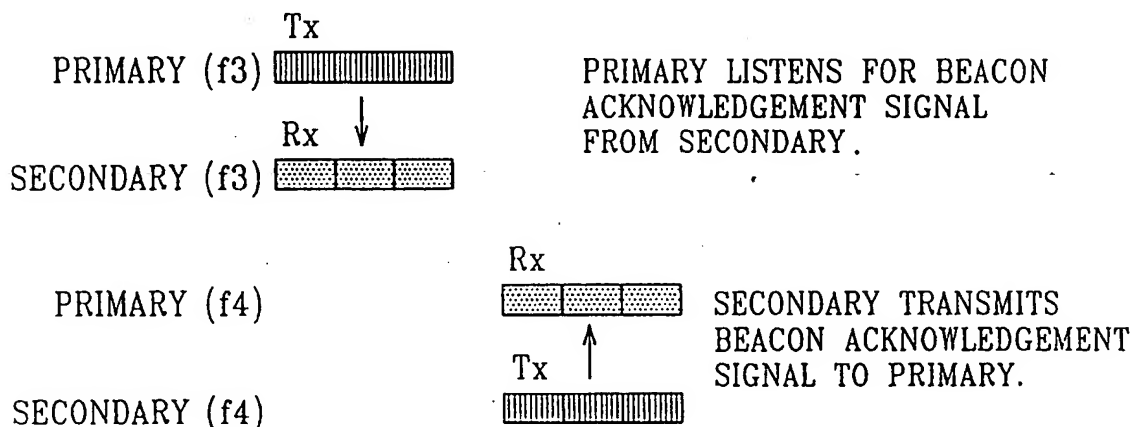 Tx
PRIMARY (f3)
PRIMARY LISTENS FOR BEACON
ACKNOWLEDGEMENT SIGNAL
FROM SECONDARY.
Rx
SECONDARY (f3)
Rx
PRIMARY (f4)
SECONDARY TRANSMITS
BEACON ACKNOWLEDGEMENT
SIGNAL TO PRIMARY.
Tx
SECONDARY (f4)